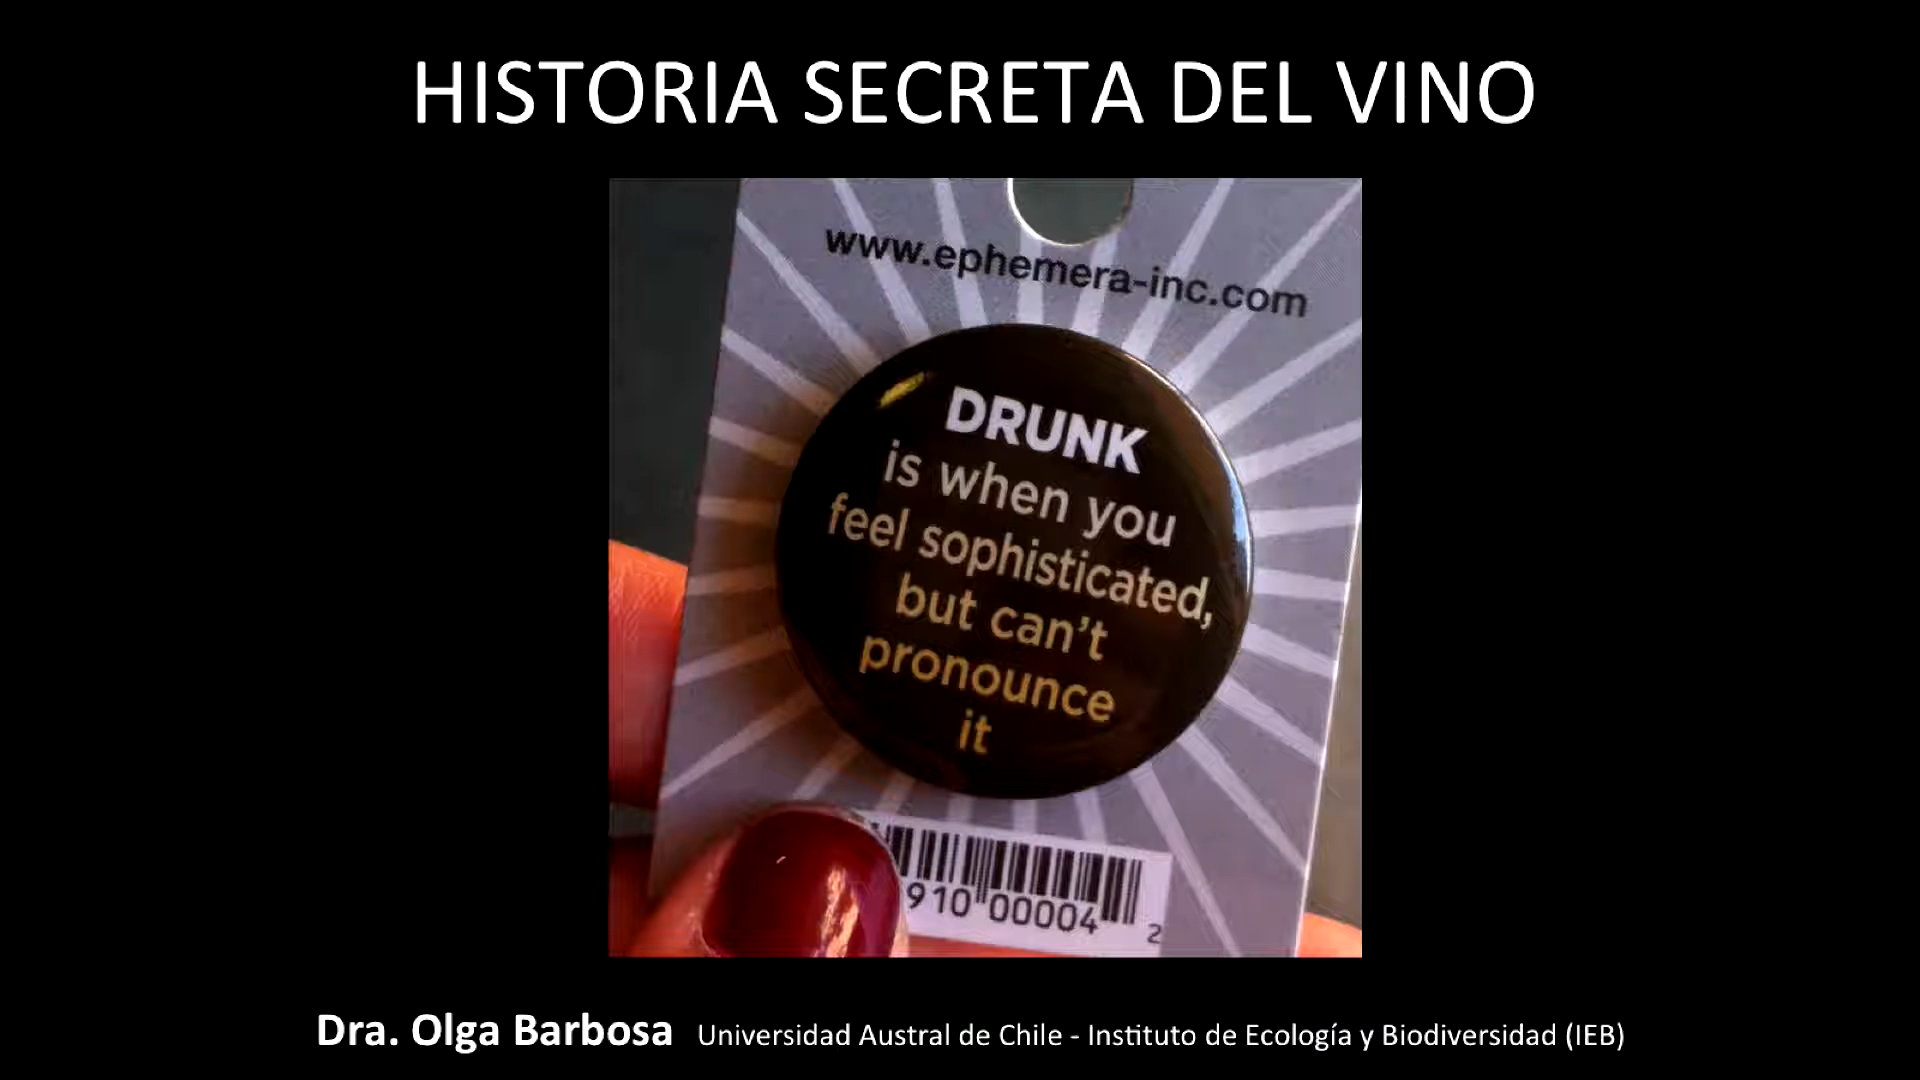 HISTORIA SECRETA DEL VINO
www.ephemera-inc.com
DRUNK
is when you
feel sophisticated,
but can't
pronounce
it
910 00004 2
Dra. Olga Barbosa Universidad Austral de Chile - Instituto de Ecología y Biodiversidad (IEB)